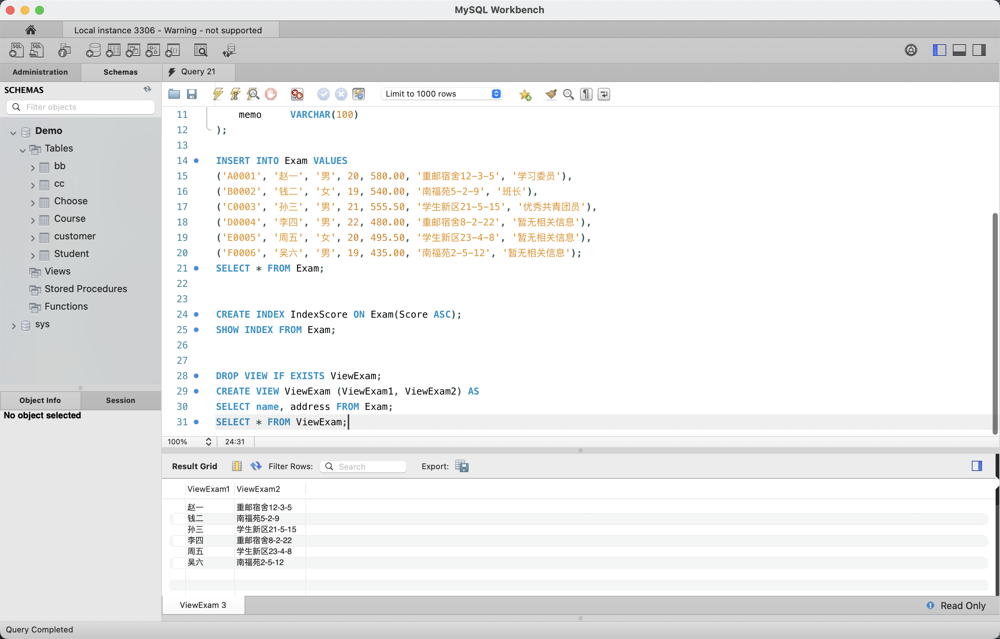 MySQL Workbench
Local instance 3306 - Warning - not supported
SQL SQL
Administration Schemas
SCHEMAS
Filter objects
Demo
Tables
bb
cc
Choose
Course
customer
Student
Views
Stored Procedures
Functions
sys
Object Info Session
No object selected
Query 21
Limit to 1000 rows
11 memo VARCHAR(100)
12 );
13
14 INSERT INTO Exam VALUES
15 ('A0001', '赵一', '男', 20, 580.00, '重邮宿舍12-3-5', '学习委员'),
16 ('B0002', '钱二', '女', 19, 540.00, '南福苑5-2-9', '班长'),
17 ('C0003', '孙三', '男', 21, 555.50, '学生新区21-5-15', '优秀共青团员'),
18 ('D0004', '李四', '男', 22, 480.00, '重邮宿舍8-2-22', '暂无相关信息'),
19 ('E0005', '周五', '女', 20, 495.50, '学生新区23-4-8', '暂无相关信息'),
20 ('F0006', '吴六', '男', 19, 435.00, '南福苑2-5-12', '暂无相关信息');
21 SELECT * FROM Exam;
22
23
24 CREATE INDEX IndexScore ON Exam(Score ASC);
25 SHOW INDEX FROM Exam;
26
27
28 DROP VIEW IF EXISTS ViewExam;
29 CREATE VIEW ViewExam (ViewExam1, ViewExam2) AS
30 SELECT name, address FROM Exam;
31 SELECT * FROM ViewExam;
100% 24:31
Result Grid Filter Rows: Search Export:
ViewExam1 ViewExam2
赵一 重邮宿舍12-3-5
钱二 南福苑5-2-9
孙三 学生新区21-5-15
李四 重邮宿舍8-2-22
周五 学生新区23-4-8
吴六 南福苑2-5-12
ViewExam 3 Read Only
Query Completed